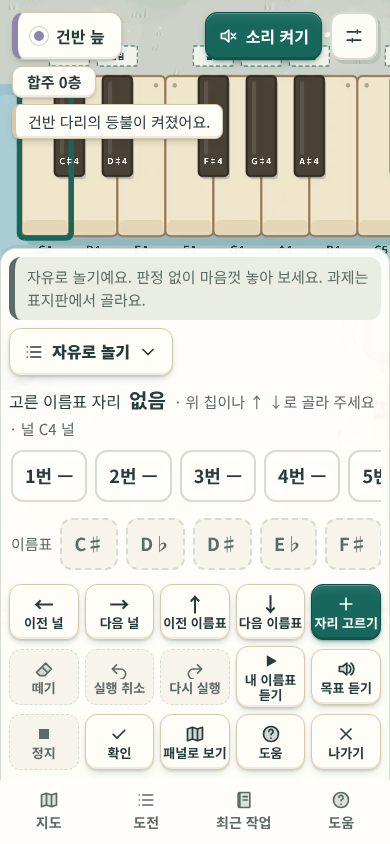 건반 늪
소리 켜기
합주 0층
건반 다리의 등불이 켜졌어요.
C♯4 D♯4 F♯4 G♯4 A♯4
자유로 놀기예요. 판정 없이 마음껏 놓아 보세요. 과제는
표지판에서 골라요.
자유로 놀기
고른 이름표 자리 없음 · 위 칩이나 ↑ ↓로 골라 주세요
· 널 C4 널
1번 — 2번 — 3번 — 4번 —
이름표 C♯ D♭ D♯ E♭ F♯
← → ↑ ↓ +
이전 널 다음 널 이전 이름표 다음 이름표 자리 고르기
떼기 실행 취소 다시 실행 내 이름표 듣기 목표 듣기
정지 확인 패널로 보기 도움 나가기
지도 도전 최근 작업 도움